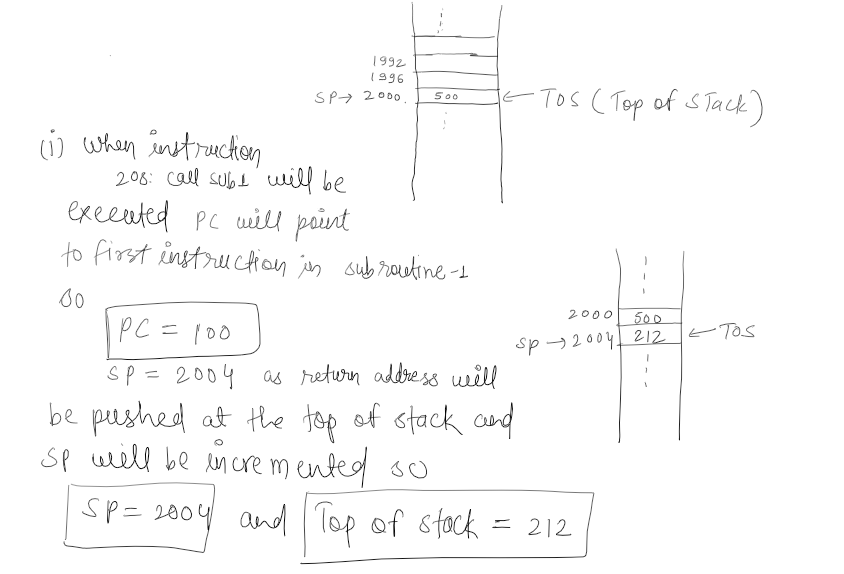 1992
1996
SP→ 2000. 500 ← TOS (Top of STack)
(i) When instruction
208: call sub1 will be
executed PC will point
to first instruction in subroutine-1
so
PC = 100
2000 500
SP → 2004 212 ← TOS
SP = 2004 as return address will
be pushed at the top of stack and
SP will be incremented so
SP = 2004 and Top of stock = 212